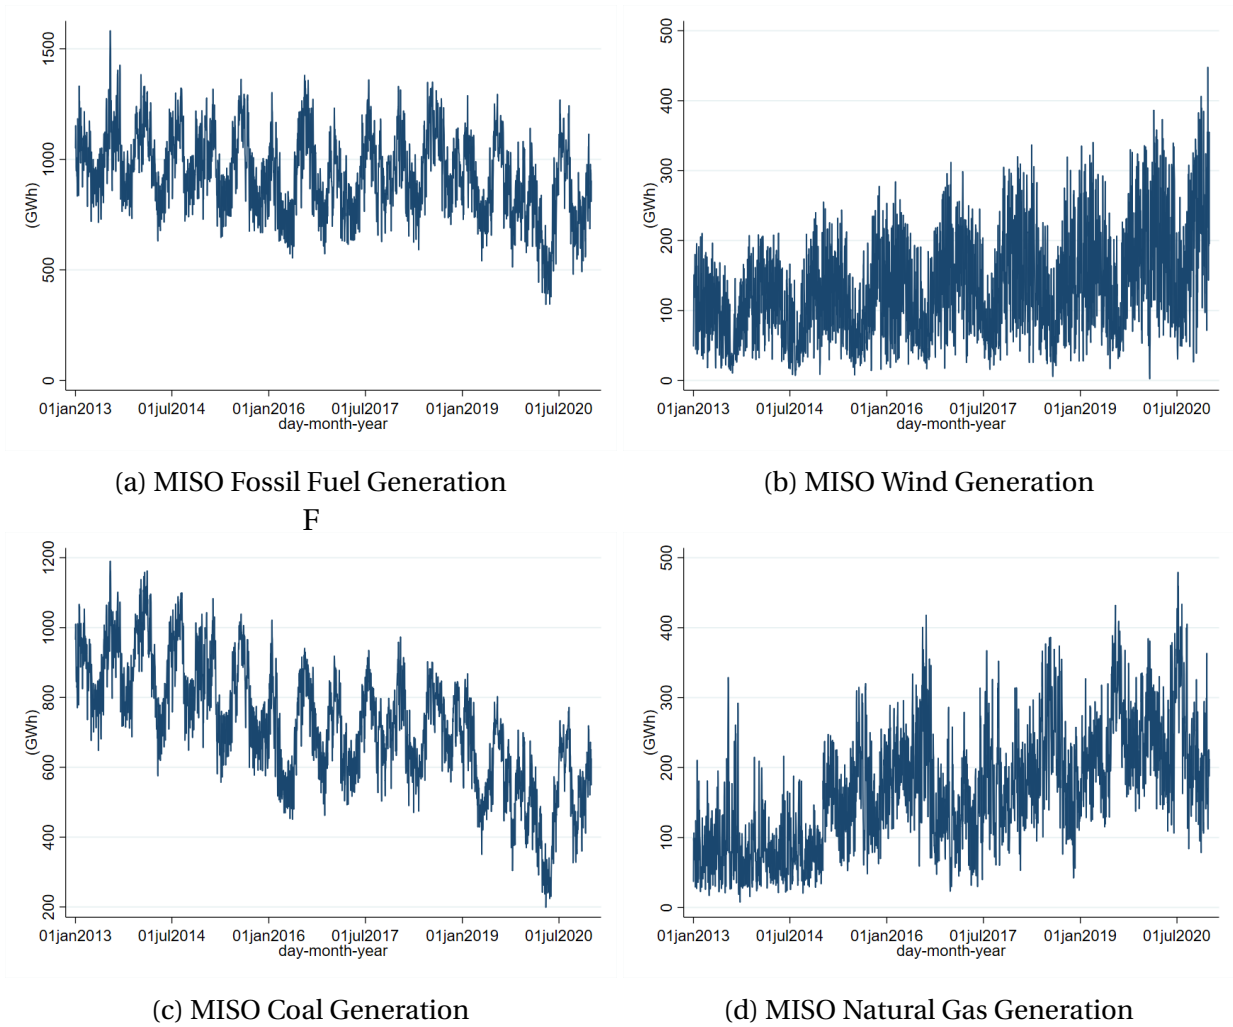 1500
1000
500
0
(GWh)
01jan2013 01jul2014 01jan2016 01jul2017 01jan2019 01jul2020
day-month-year
(a) MISO Fossil Fuel Generation
500
400
300
200
100
0
(GWh)
01jan2013 01jul2014 01jan2016 01jul2017 01jan2019 01jul2020
day-month-year
(b) MISO Wind Generation
F
1200
1000
800
600
400
200
(GWh)
01jan2013 01jul2014 01jan2016 01jul2017 01jan2019 01jul2020
day-month-year
(c) MISO Coal Generation
500
400
300
200
100
0
(GWh)
01jan2013 01jul2014 01jan2016 01jul2017 01jan2019 01jul2020
day-month-year
(d) MISO Natural Gas Generation